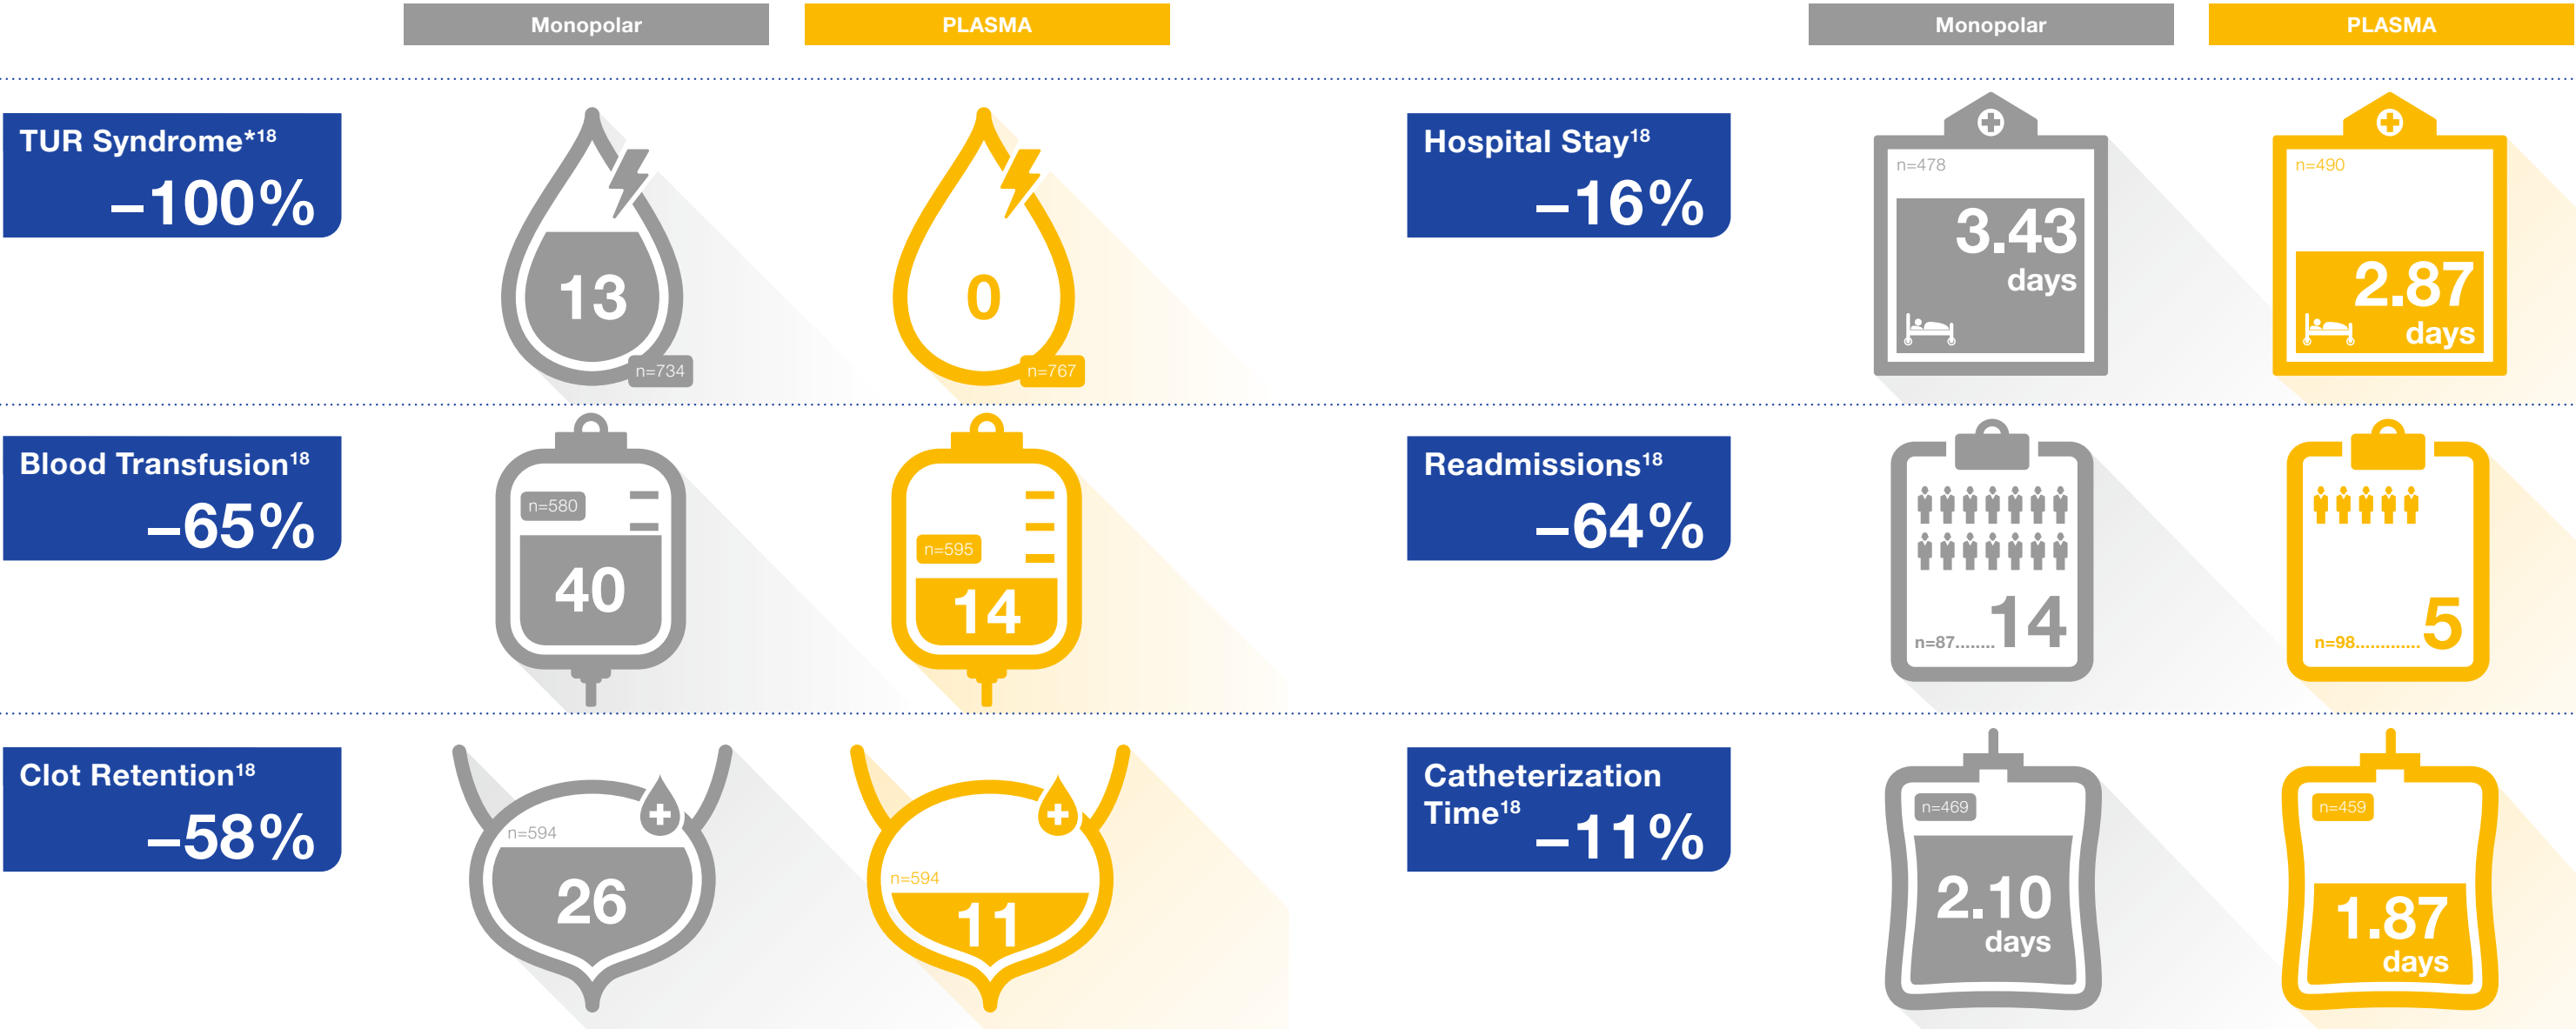 Monopolar
PLASMA
Monopolar
PLASMA
TUR Syndrome*18
–100%
13
n=734
0
n=767
Hospital Stay18
–16%
n=478
3.43
days
n=490
2.87
days
Blood Transfusion18
–65%
n=580
40
n=595
14
Readmissions18
–64%
n=87........14
n=98.............5
Clot Retention18
–58%
n=594
26
n=594
11
Catheterization
Time18
–11%
n=469
2.10
days
n=459
1.87
days